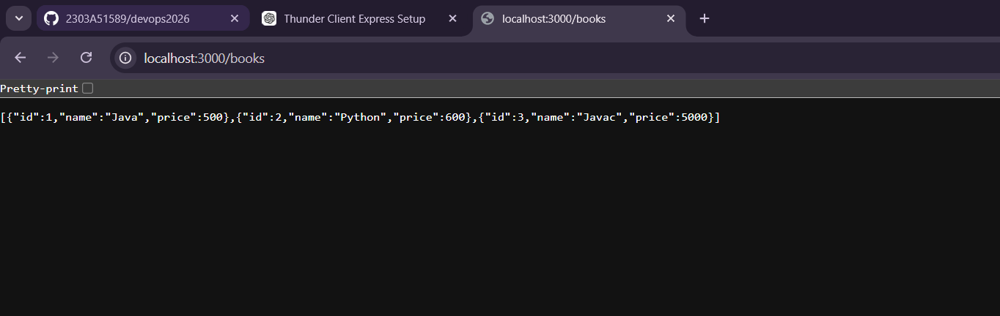 2303A51589/devops2026
Thunder Client Express Setup
localhost:3000/books
localhost:3000/books
Pretty-print
[{"id":1,"name":"Java","price":500},{"id":2,"name":"Python","price":600},{"id":3,"name":"Javac","price":5000}]